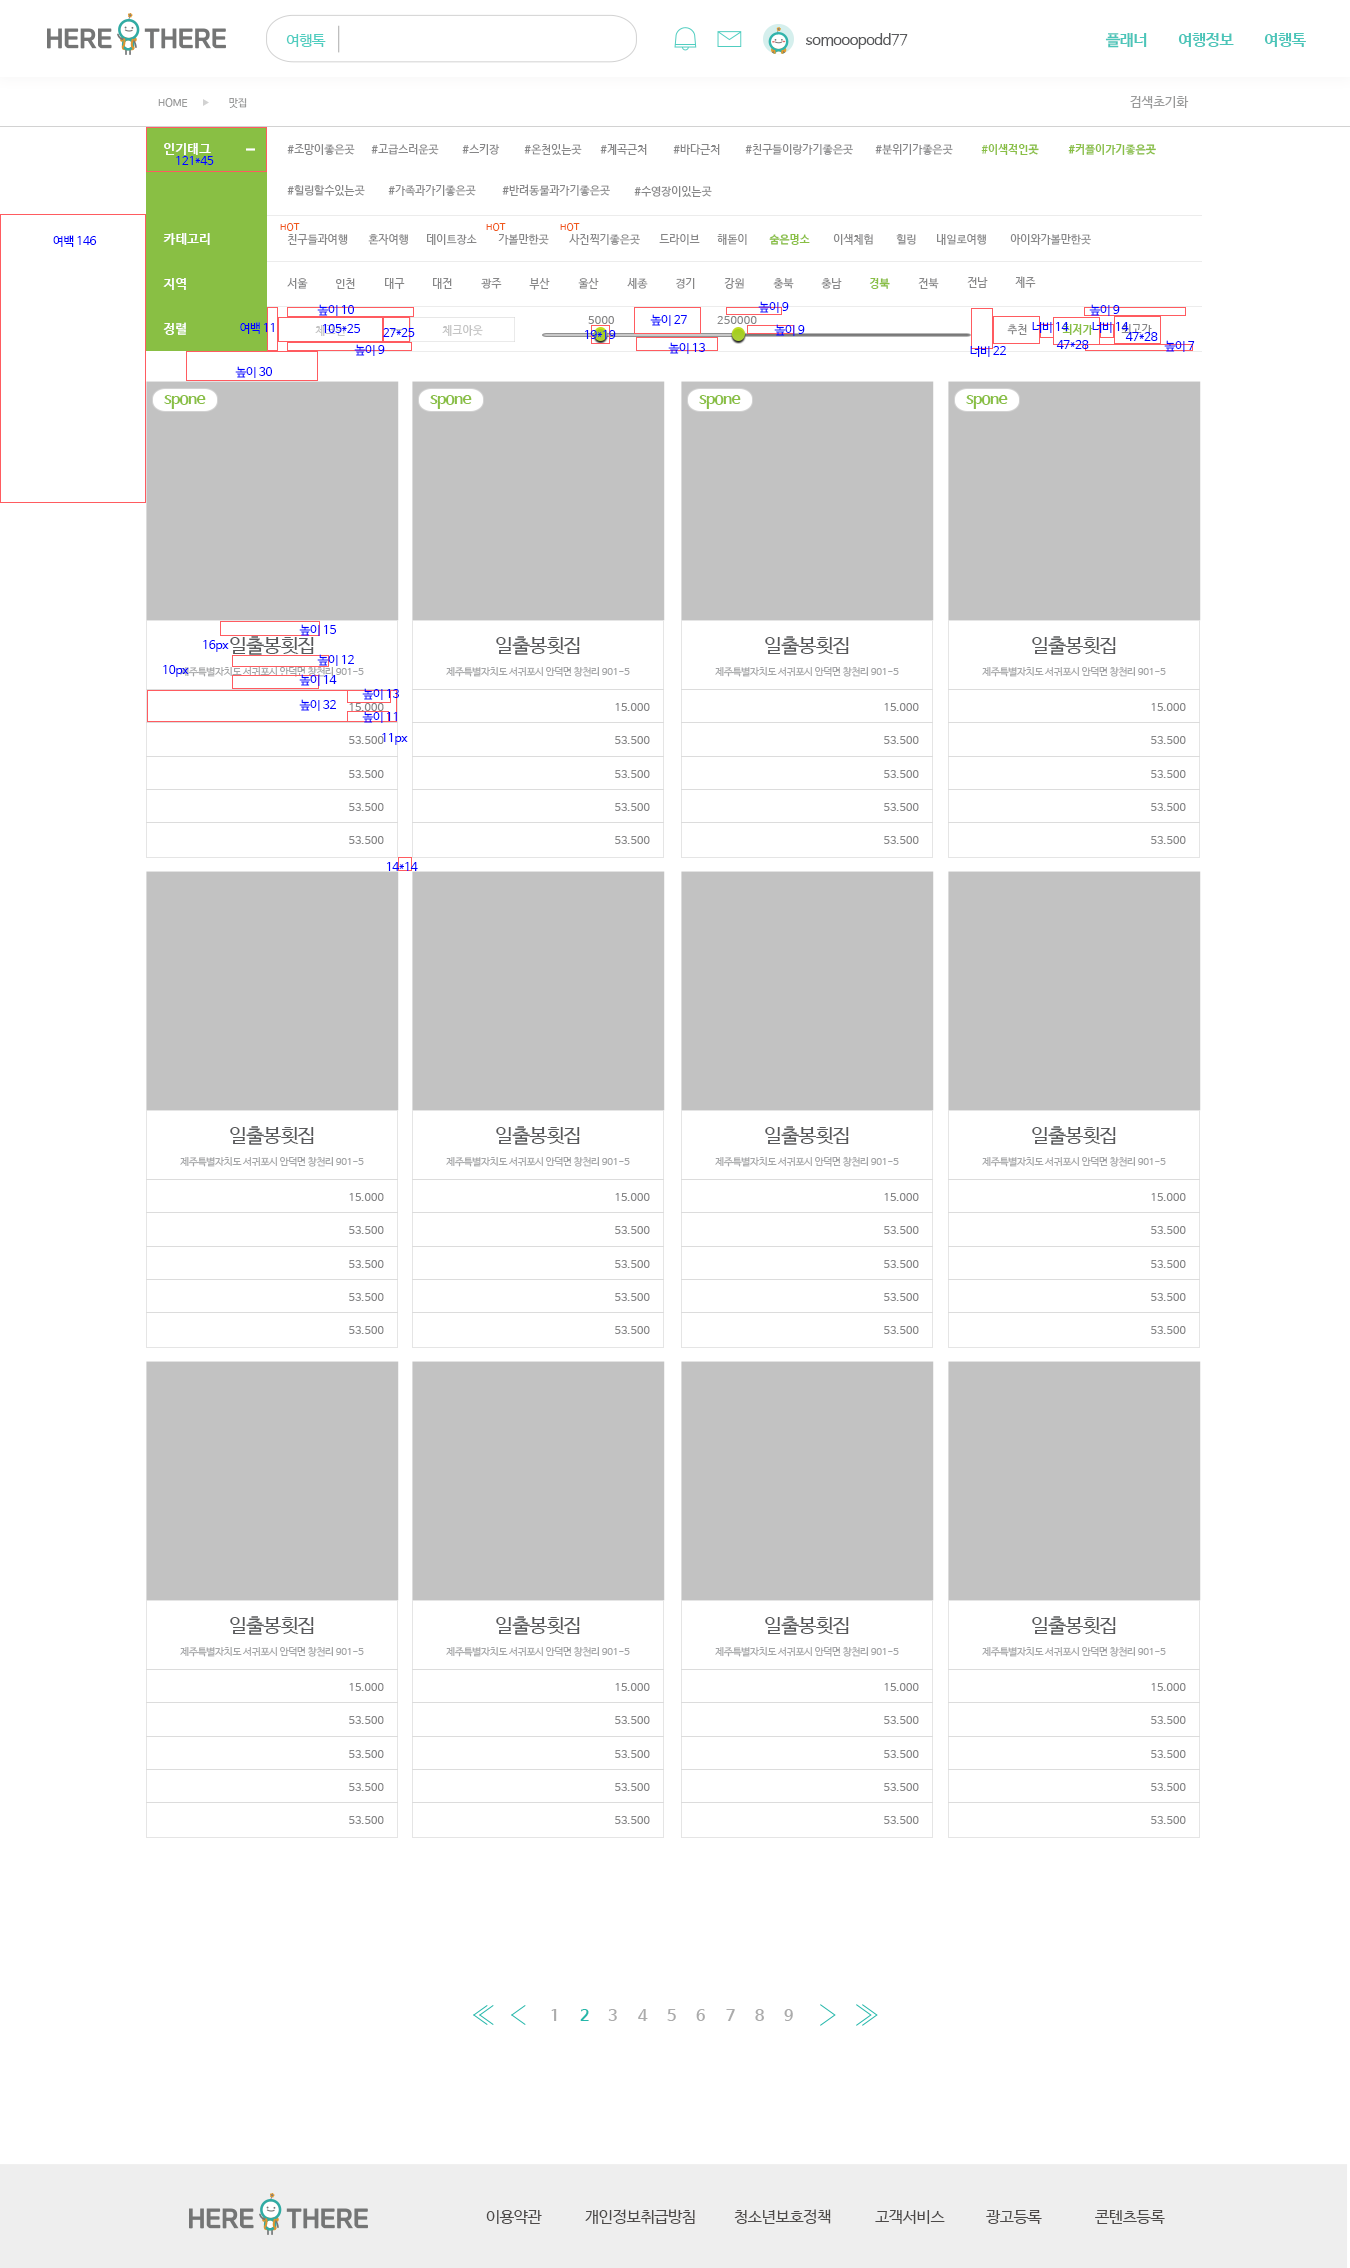 HERE THERE
여행톡
somooopodd77
플래너 여행정보 여행톡
HOME 맛집
검색초기화
인기태그
121*45
#조망이좋은곳 #고급스러운곳 #스키장 #온천있는곳 #계곡근처 #바다근처 #친구들이랑가기좋은곳 #분위기가좋은곳 #이색적인곳 #커플이가기좋은곳
#힐링할수있는곳 #가족과가기좋은곳 #반려동물과가기좋은곳 #수영장이있는곳
여백 146
카테고리
HOT HOT HOT
친구들과여행 혼자여행 데이트장소 가볼만한곳 사진찍기좋은곳 드라이브 해돋이 숨은명소 이색체험 힐링 내일로여행 아이와가볼만한곳
지역
서울 인천 대구 대전 광주 부산 울산 세종 경기 강원 충북 충남 경북 전북 전남 제주
정렬
여백 11
높이 10
105*25
27*25
높이 9
체크아웃
5000
19*19
높이 27
높이 13
250000
높이 9
높이 9
너비 22
추천
너비 14
최저가
47*28
너비 14
높이 9
47*28
높이 7
높이 30
spone spone spone spone
높이 15
16px
일출봉횟집 일출봉횟집 일출봉횟집 일출봉횟집
높이 12
10px
제주특별자치도 서귀포시 안덕면 창천리 901-5 제주특별자치도 서귀포시 안덕면 창천리 901-5 제주특별자치도 서귀포시 안덕면 창천리 901-5 제주특별자치도 서귀포시 안덕면 창천리 901-5
높이 14
높이 13
높이 32
15.000 15.000 15.000 15.000
높이 11
11px
53.500 53.500 53.500 53.500
53.500 53.500 53.500 53.500
53.500 53.500 53.500 53.500
53.500 53.500 53.500 53.500
14*14
일출봉횟집 일출봉횟집 일출봉횟집 일출봉횟집
제주특별자치도 서귀포시 안덕면 창천리 901-5 제주특별자치도 서귀포시 안덕면 창천리 901-5 제주특별자치도 서귀포시 안덕면 창천리 901-5 제주특별자치도 서귀포시 안덕면 창천리 901-5
15.000 15.000 15.000 15.000
53.500 53.500 53.500 53.500
53.500 53.500 53.500 53.500
53.500 53.500 53.500 53.500
53.500 53.500 53.500 53.500
일출봉횟집 일출봉횟집 일출봉횟집 일출봉횟집
제주특별자치도 서귀포시 안덕면 창천리 901-5 제주특별자치도 서귀포시 안덕면 창천리 901-5 제주특별자치도 서귀포시 안덕면 창천리 901-5 제주특별자치도 서귀포시 안덕면 창천리 901-5
15.000 15.000 15.000 15.000
53.500 53.500 53.500 53.500
53.500 53.500 53.500 53.500
53.500 53.500 53.500 53.500
53.500 53.500 53.500 53.500
1 2 3 4 5 6 7 8 9
HERE THERE
이용약관 개인정보취급방침 청소년보호정책 고객서비스 광고등록 콘텐츠등록